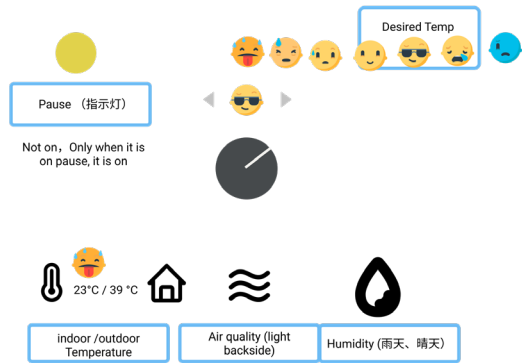 Desired Temp
Pause （指示灯）
Not on，Only when it is
on pause, it is on
23°C / 39 °C
indoor /outdoor
Temperature
Air quality (light
backside)
Humidity (雨天、晴天）